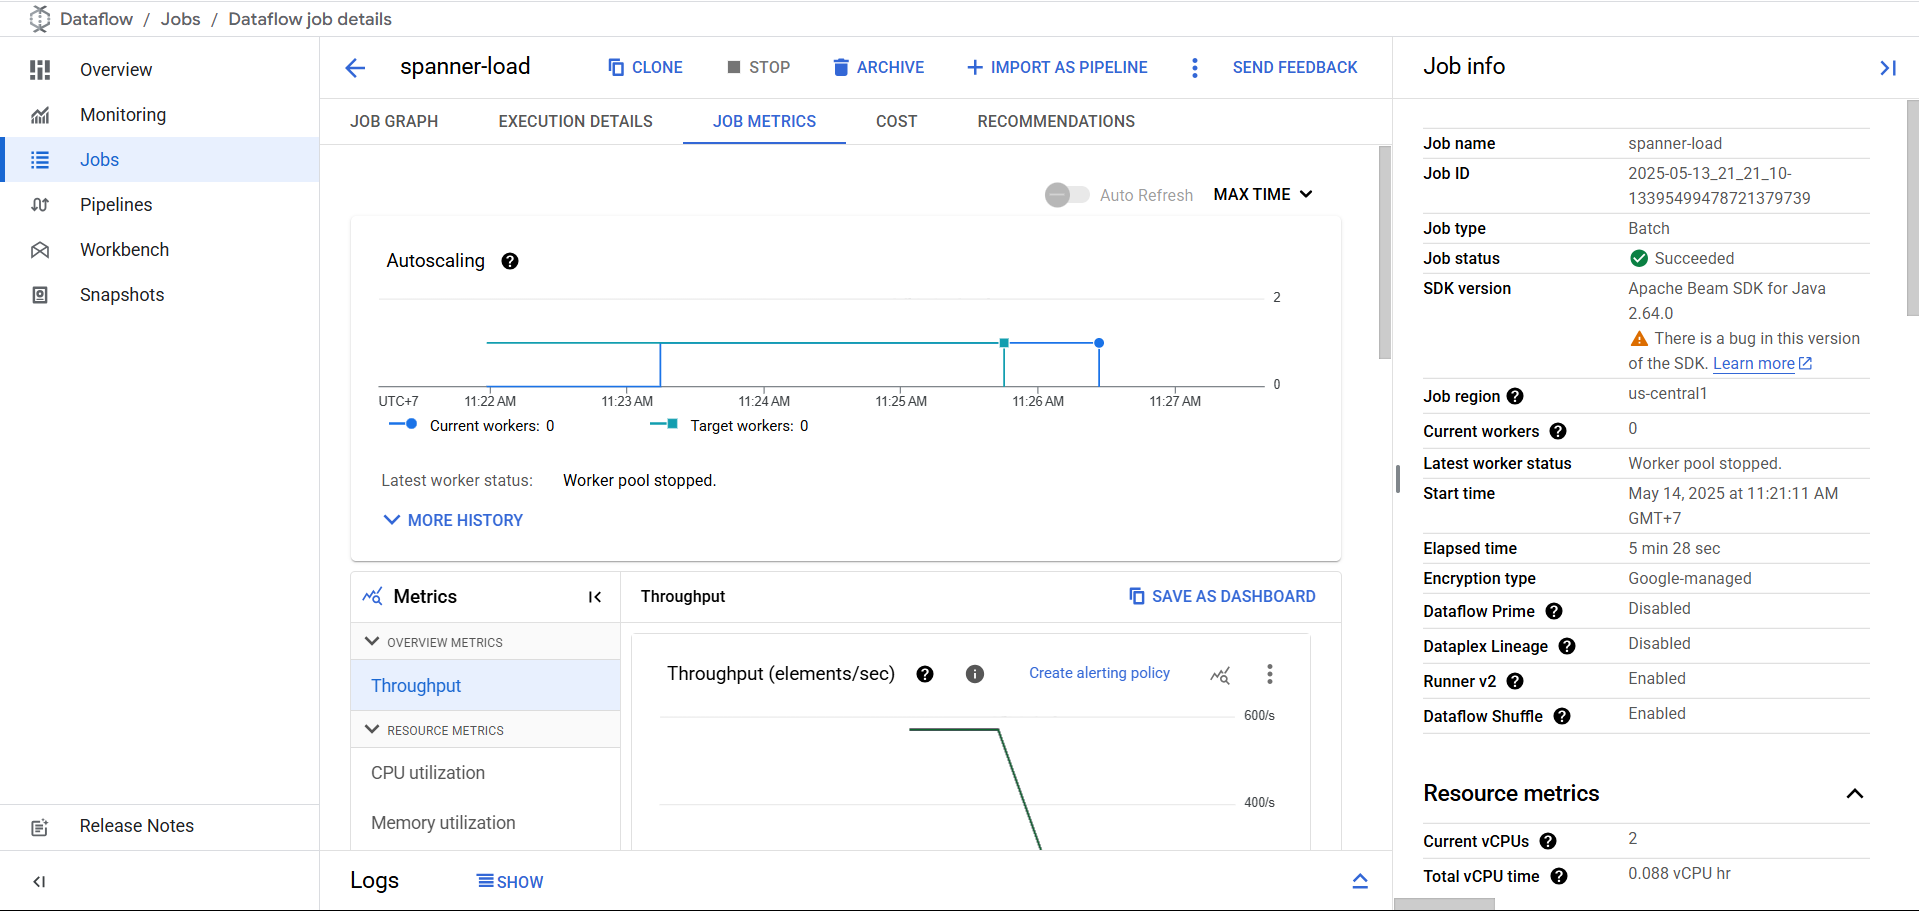 Dataflow / Jobs / Dataflow job details
Overview
Monitoring
Jobs
Pipelines
Workbench
Snapshots
Release Notes
spanner-load
CLONE
STOP
ARCHIVE
IMPORT AS PIPELINE
SEND FEEDBACK
JOB GRAPH
EXECUTION DETAILS
JOB METRICS
COST
RECOMMENDATIONS
Auto Refresh
MAX TIME
Autoscaling
2
0
UTC+7
11:22 AM
11:23 AM
11:24 AM
11:25 AM
11:26 AM
11:27 AM
Current workers: 0
Target workers: 0
Latest worker status: Worker pool stopped.
MORE HISTORY
Metrics
OVERVIEW METRICS
Throughput
RESOURCE METRICS
CPU utilization
Memory utilization
Throughput
SAVE AS DASHBOARD
Throughput (elements/sec)
Create alerting policy
600/s
400/s
Logs
SHOW
Job info
Job name spanner-load
Job ID 2025-05-13_21_21_10-
13395499478721379739
Job type Batch
Job status Succeeded
SDK version Apache Beam SDK for Java
2.64.0
There is a bug in this version
of the SDK. Learn more
Job region us-central1
Current workers 0
Latest worker status Worker pool stopped.
Start time May 14, 2025 at 11:21:11 AM
GMT+7
Elapsed time 5 min 28 sec
Encryption type Google-managed
Dataflow Prime Disabled
Dataplex Lineage Disabled
Runner v2 Enabled
Dataflow Shuffle Enabled
Resource metrics
Current vCPUs 2
Total vCPU time 0.088 vCPU hr